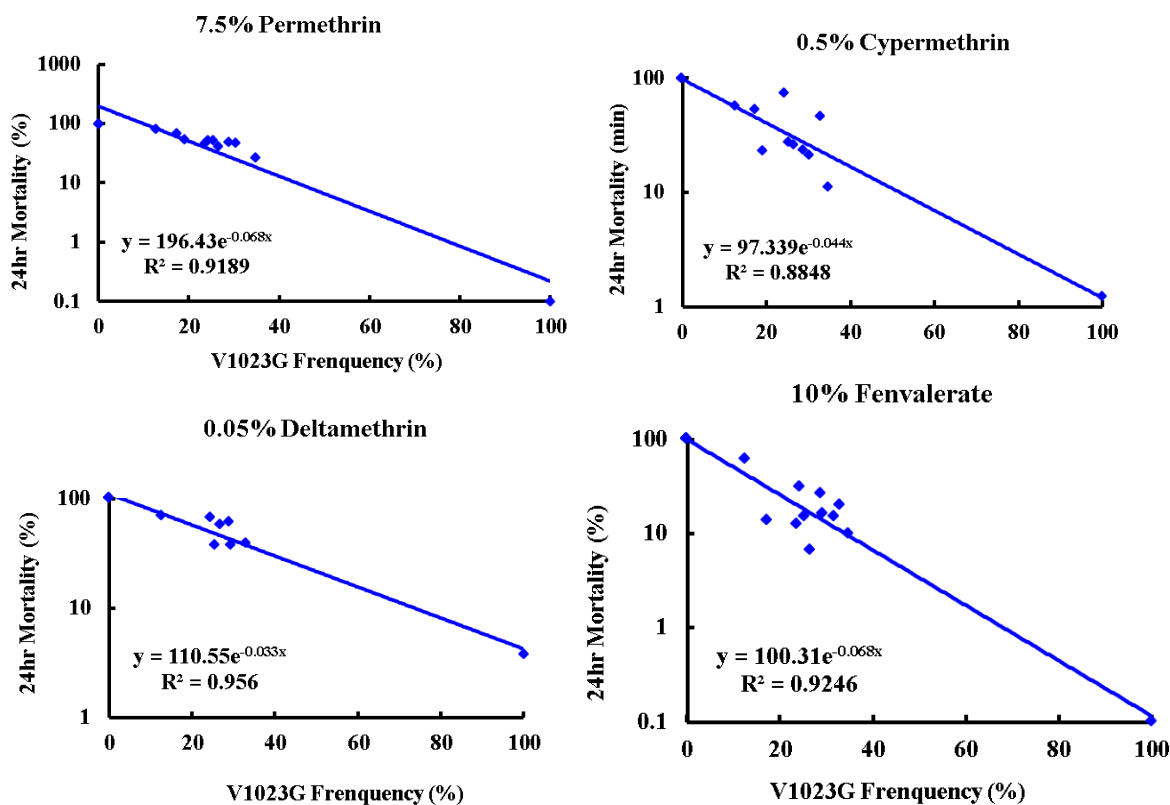 7.5% Permethrin
24hr Mortality (%)
1000
100
10
1
0.1
y = 196.43e^-0.068x
R² = 0.9189
0 20 40 60 80 100
V1023G Frenquency (%)
0.5% Cypermethrin
24hr Mortality (min)
100
10
1
y = 97.339e^-0.044x
R² = 0.8848
0 20 40 60 80 100
0.05% Deltamethrin
24hr Mortality (%)
100
10
1
y = 110.55e^-0.033x
R² = 0.956
0 20 40 60 80 100
V1023G Frenquency (%)
10% Fenvalerate
24hr Mortality (%)
100
10
1
0.1
y = 100.31e^-0.068x
R² = 0.9246
0 20 40 60 80 100
V1023G Frenquency (%)